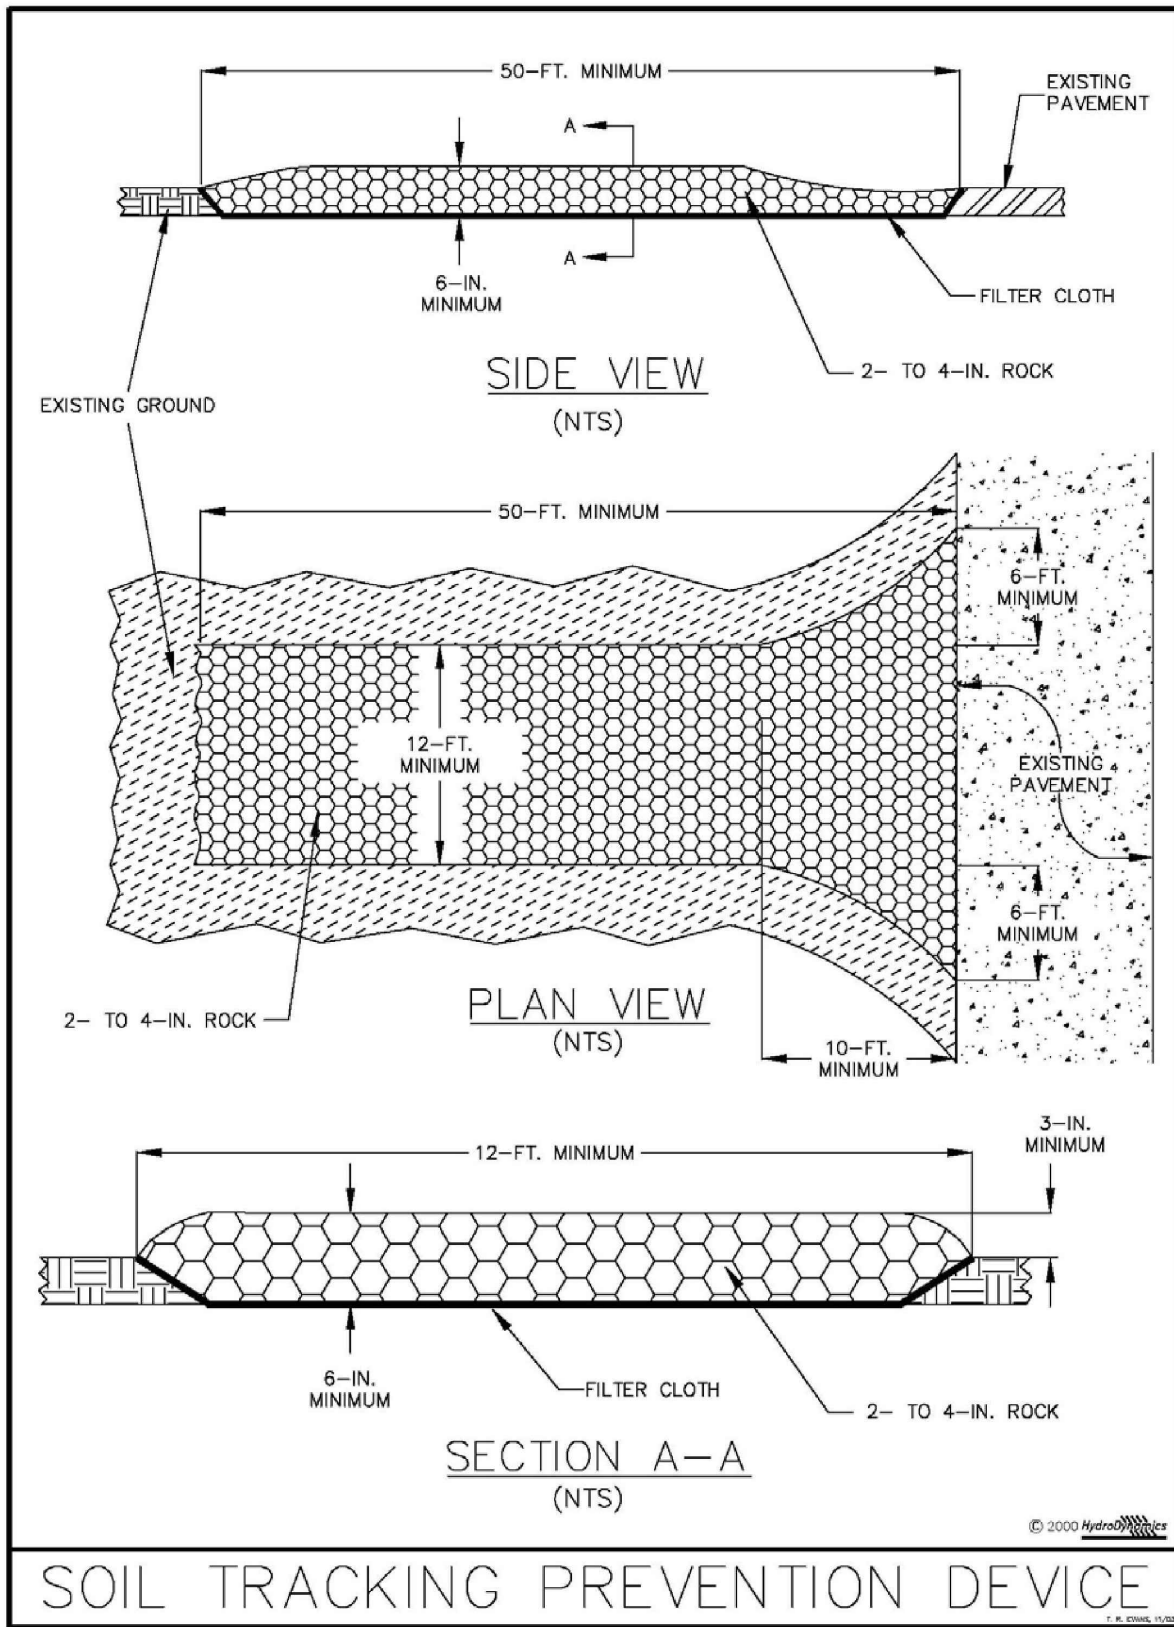 50-FT. MINIMUM
EXISTING
PAVEMENT
A
A
6-IN.
MINIMUM
FILTER CLOTH
SIDE VIEW
(NTS)
2- TO 4-IN. ROCK
EXISTING GROUND
50-FT. MINIMUM
6-FT.
MINIMUM
12-FT.
MINIMUM
EXISTING
PAVEMENT
6-FT.
MINIMUM
2- TO 4-IN. ROCK
PLAN VIEW
(NTS)
10-FT.
MINIMUM
3-IN.
MINIMUM
12-FT. MINIMUM
6-IN.
MINIMUM
FILTER CLOTH
2- TO 4-IN. ROCK
SECTION A-A
(NTS)
© 2000 HydroDynamics
SOIL TRACKING PREVENTION DEVICE
T. R. EVANS,